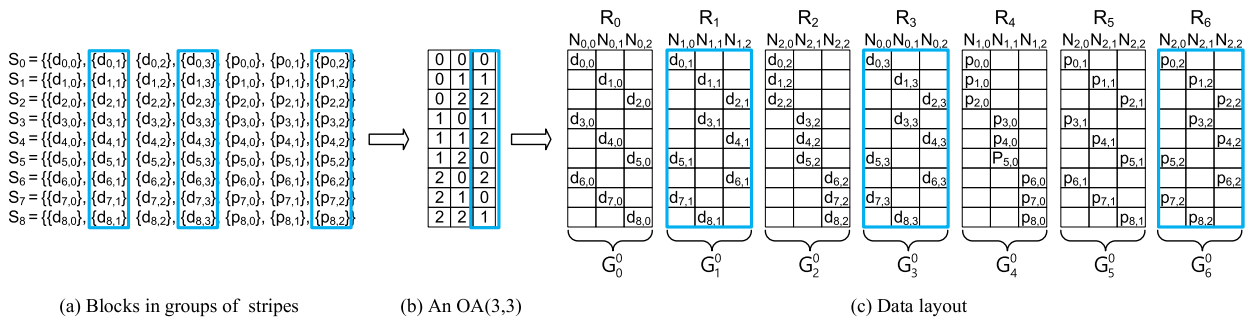 R0 R1 R2 R3 R4 R5 R6
N0,0 N0,1 N0,2 N1,0 N1,1 N1,2 N2,0 N2,1 N2,2 N0,0 N0,1 N0,2 N1,0 N1,1 N1,2 N2,0 N2,1 N2,2 N2,0 N2,1 N2,2
S0 = {{d0,0}, {d0,1} {d0,2}, {d0,3} {p0,0}, {p0,1}, {p0,2}} 0 0 0 d0,0 d0,1 d0,2 d0,3 p0,0 p0,1 p0,2
S1 = {{d1,0}, {d1,1} {d1,2}, {d1,3} {p1,0}, {p1,1}, {p1,2}} 0 1 1 d1,0 d1,1 d1,2 d1,3 p1,0 p1,1 p1,2
S2 = {{d2,0}, {d2,1} {d2,2}, {d2,3} {p2,0}, {p2,1}, {p2,2}} 0 2 2 d2,0 d2,1 d2,2 d2,3 p2,0 p2,1 p2,2
S3 = {{d3,0}, {d3,1} {d3,2}, {d3,3} {p3,0}, {p3,1}, {p3,2}} 1 0 1 d3,0 d3,1 d3,2 d3,3 p3,0 p3,1 p3,2
S4 = {{d4,0}, {d4,1} {d4,2}, {d4,3} {p4,0}, {p4,1}, {p4,2}} 1 1 2 d4,0 d4,1 d4,2 d4,3 p4,0 p4,1 p4,2
S5 = {{d5,0}, {d5,1} {d5,2}, {d5,3} {p5,0}, {p5,1}, {p5,2}} 1 2 0 d5,0 d5,1 d5,2 d5,3 P5,0 p5,1 p5,2
S6 = {{d6,0}, {d6,1} {d6,2}, {d6,3} {p6,0}, {p6,1}, {p6,2}} 2 0 2 d6,0 d6,1 d6,2 d6,3 p6,0 p6,1 p6,2
S7 = {{d7,0}, {d7,1} {d7,2}, {d7,3} {p7,0}, {p7,1}, {p7,2}} 2 1 0 d7,0 d7,1 d7,2 d7,3 p7,0 p7,1 p7,2
S8 = {{d8,0}, {d8,1} {d8,2}, {d8,3} {p8,0}, {p8,1}, {p8,2}} 2 2 1 d8,0 d8,1 d8,2 d8,3 p8,0 p8,1 p8,2
G⁰0 G⁰1 G⁰2 G⁰3 G⁰4 G⁰5 G⁰6
(a) Blocks in groups of stripes (b) An OA(3,3) (c) Data layout